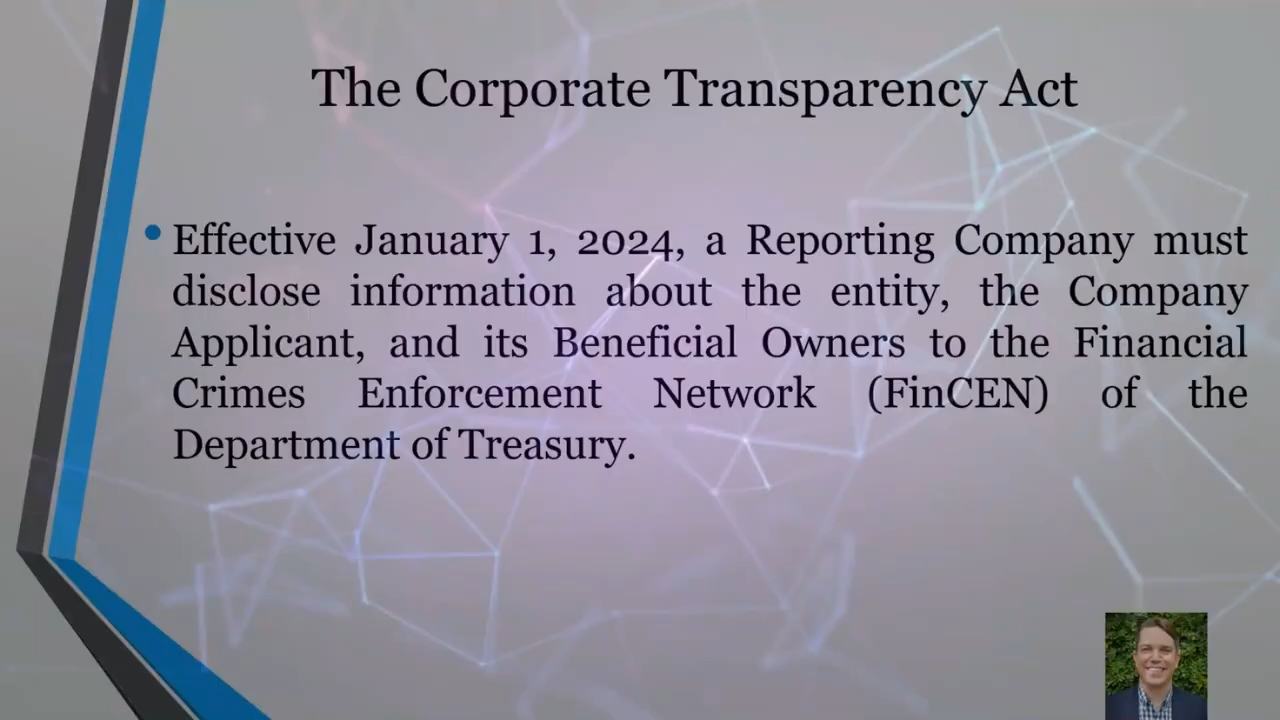 The Corporate Transparency Act
• Effective January 1, 2024, a Reporting Company must
disclose information about the entity, the Company
Applicant, and its Beneficial Owners to the Financial
Crimes Enforcement Network (FinCEN) of the
Department of Treasury.